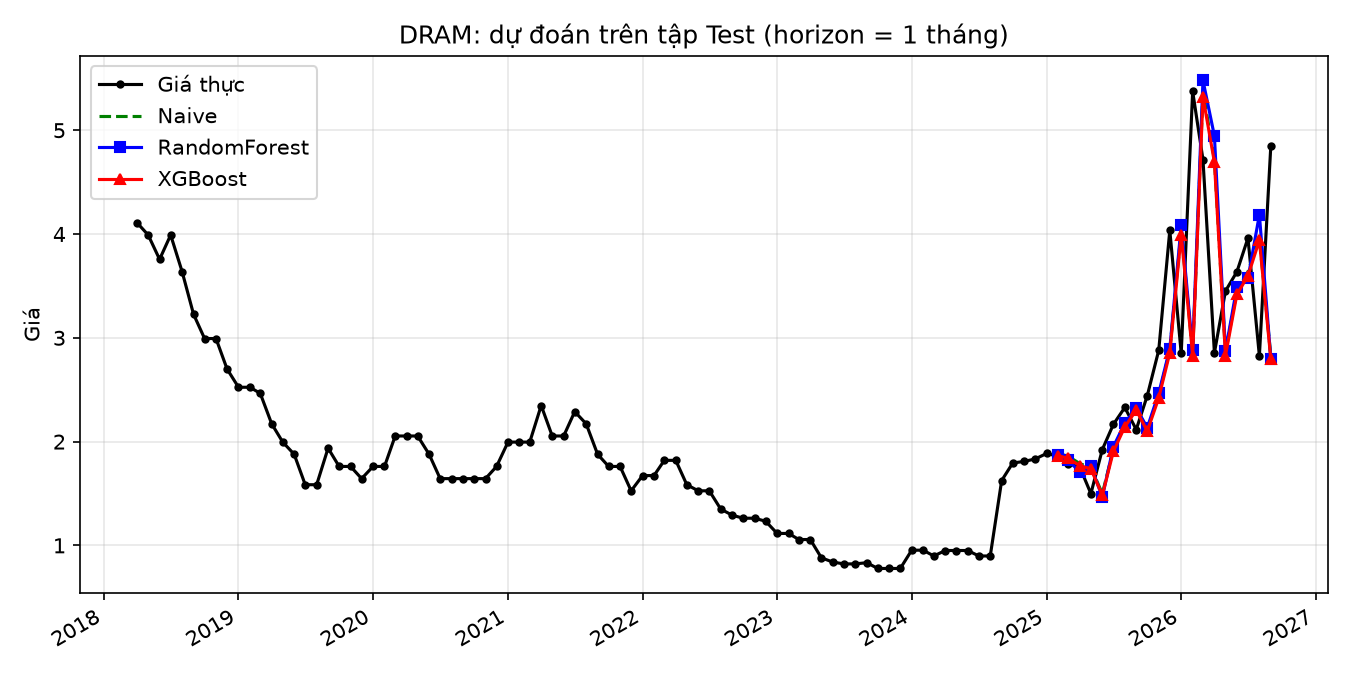 DRAM: dự đoán trên tập Test (horizon = 1 tháng)
Giá thực
Naive
RandomForest
XGBoost
Giá
5
4
3
2
1
2018
2019
2020
2021
2022
2023
2024
2025
2026
2027